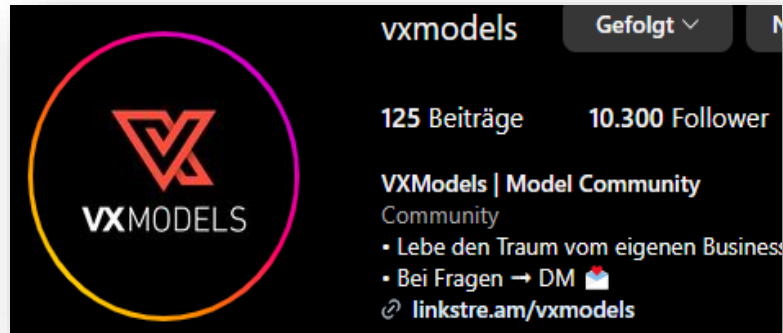 VXMODELS
vxmodels Gefolgt
125 Beiträge 10.300 Follower
VXModels | Model Community
Community
• Lebe den Traum vom eigenen Business
• Bei Fragen → DM 💌
linkstre.am/vxmodels